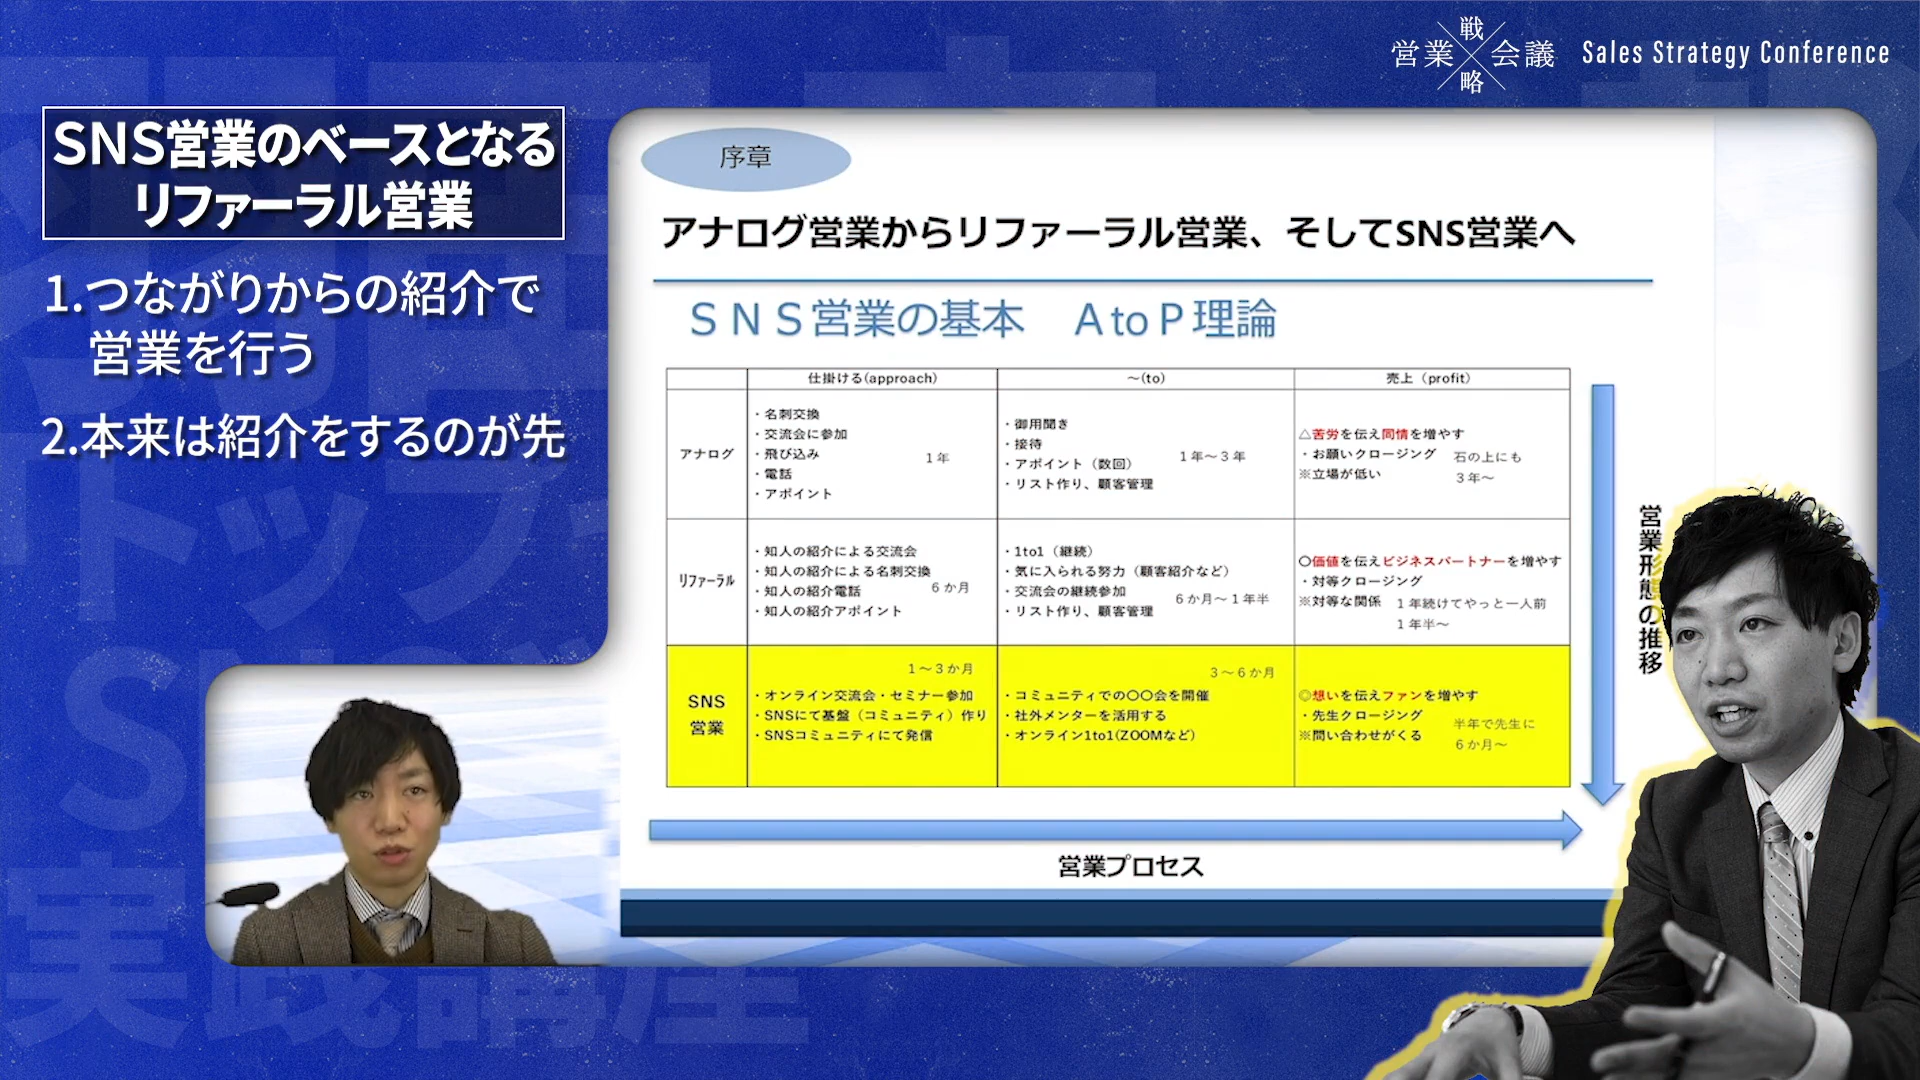 営業戦略会議 Sales Strategy Conference
SNS営業のベースとなる
リファーラル営業
1.つながりからの紹介で
営業を行う
2.本来は紹介をするのが先
序章
アナログ営業からリファーラル営業、そしてSNS営業へ
ＳＮＳ営業の基本　ＡtoＰ理論
仕掛ける(approach)
～(to)
売上（profit）
アナログ
・名刺交換
・交流会に参加
・飛び込み
・電話
・アポイント
1年
・御用聞き
・接待
・アポイント（数回）
・リスト作り、顧客管理
1年～3年
△苦労を伝え同情を増やす
・お願いクロージング
※立場が低い
石の上にも
3年～
リファーラル
・知人の紹介による交流会
・知人の紹介による名刺交換
・知人の紹介電話
・知人の紹介アポイント
6か月
・1to1（継続）
・気に入られる努力（顧客紹介など）
・交流会の継続参加
・リスト作り、顧客管理
6か月～1年半
〇価値を伝えビジネスパートナーを増やす
・対等クロージング
※対等な関係
1年続けてやっと一人前
1年半～
SNS
営業
1～3か月
・オンライン交流会・セミナー参加
・SNSにて基盤（コミュニティ）作り
・SNSコミュニティにて発信
3～6か月
・コミュニティでの〇〇会を開催
・社外メンターを活用する
・オンライン1to1(ZOOMなど)
◎想いを伝えファンを増やす
・先生クロージング
※問い合わせがくる
半年で先生に
6か月～
営業形態の推移
営業プロセス
トップ
SNS
実践講座